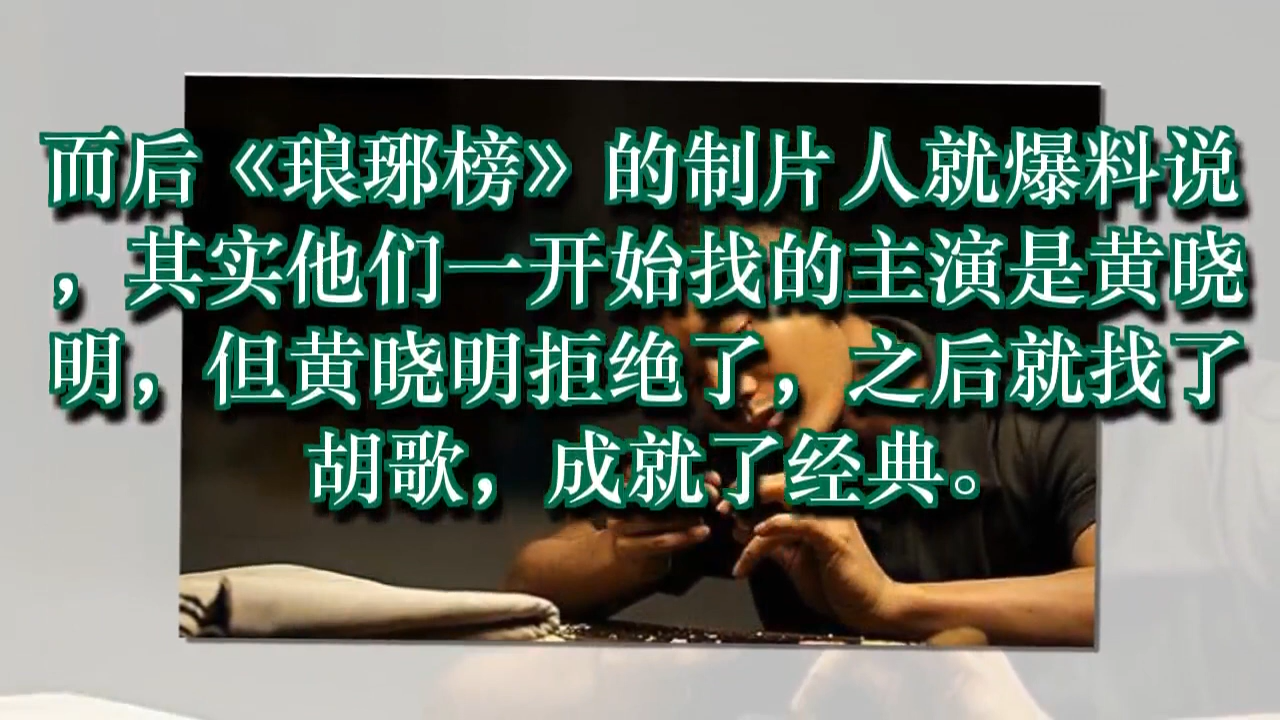 而后《琅琊榜》的制片人就爆料说
，其实他们一开始找的主演是黄晓
明，但黄晓明拒绝了，之后就找了
胡歌，成就了经典。